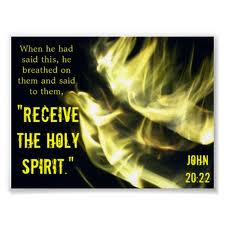 When he had
said this, he
breathed on
them and said
to them,
"RECEIVE
THE HOLY
SPIRIT."
JOHN
20:22